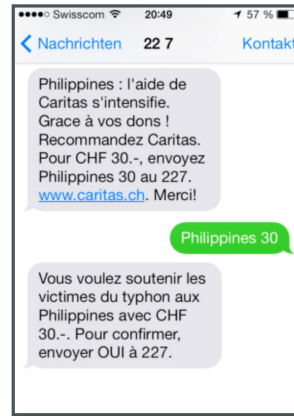 Swisscom 20:49 57 %
Nachrichten 22 7 Kontakt
Philippines : l'aide de
Caritas s'intensifie.
Grace à vos dons !
Recommandez Caritas.
Pour CHF 30.-, envoyez
Philippines 30 au 227.
www.caritas.ch. Merci!
Philippines 30
Vous voulez soutenir les
victimes du typhon aux
Philippines avec CHF
30.-. Pour confirmer,
envoyer OUI à 227.